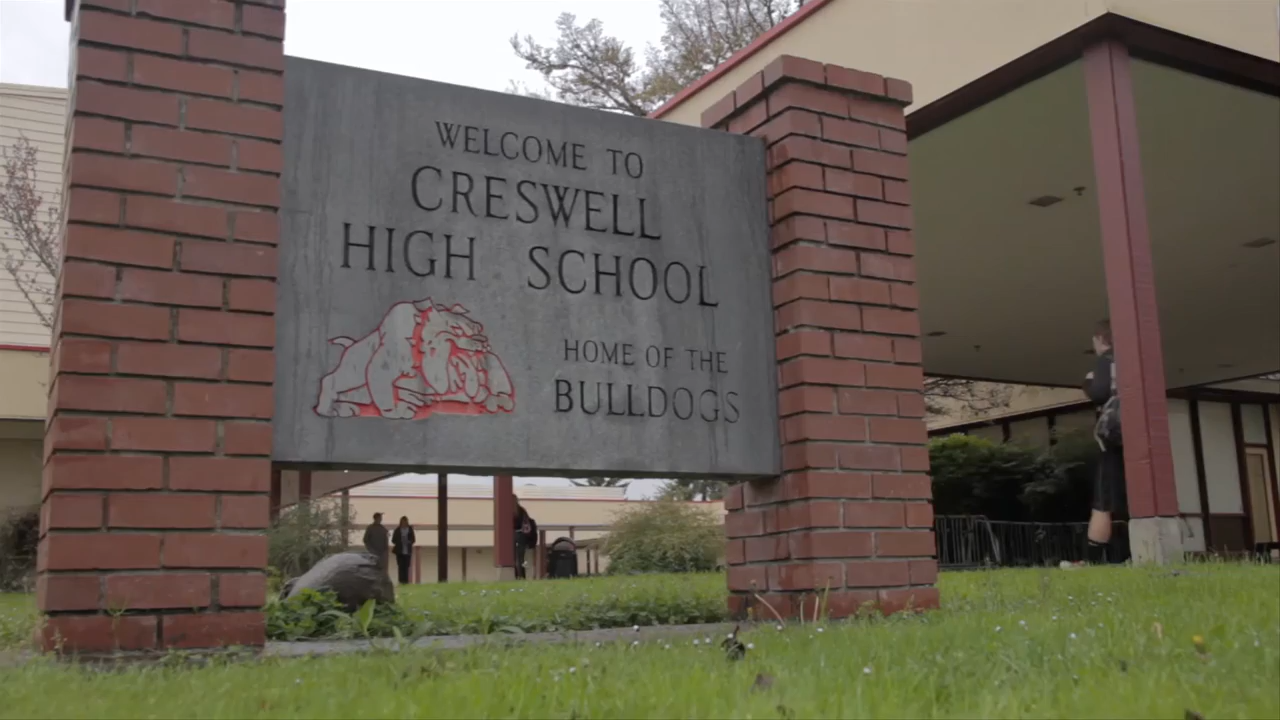 WELCOME TO
CRESWELL
HIGH SCHOOL
HOME OF THE
BULLDOGS